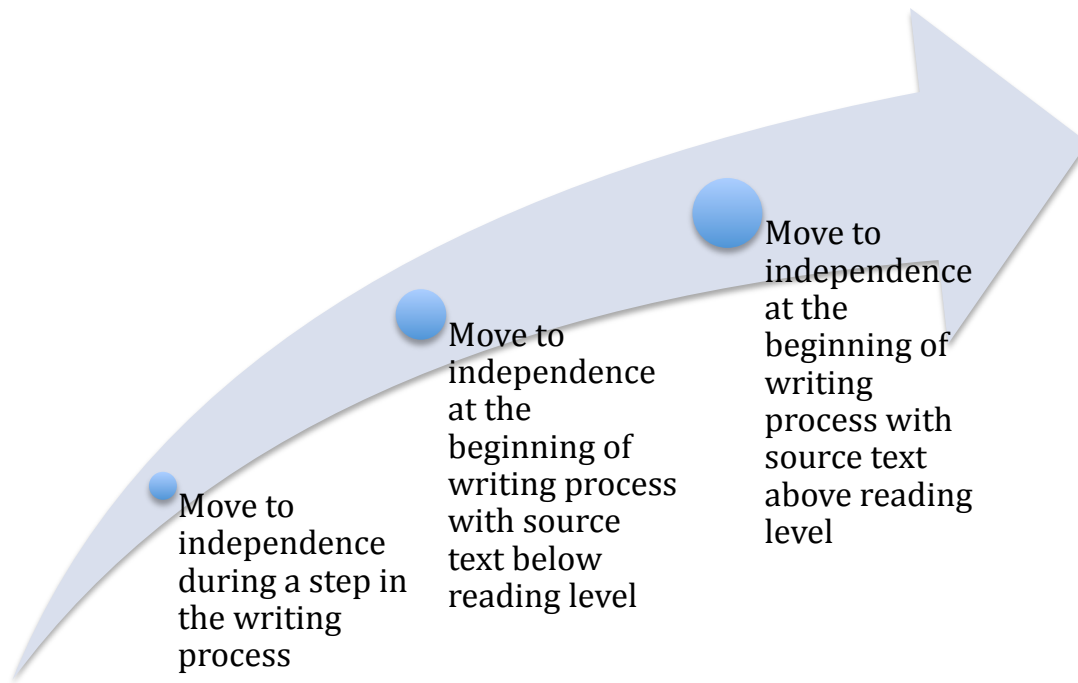 Move to
independence
during a step in
the writing
process
Move to
independence
at the
beginning of
writing process
with source
text below
reading level
Move to
independence
at the
beginning of
writing
process with
source text
above reading
level